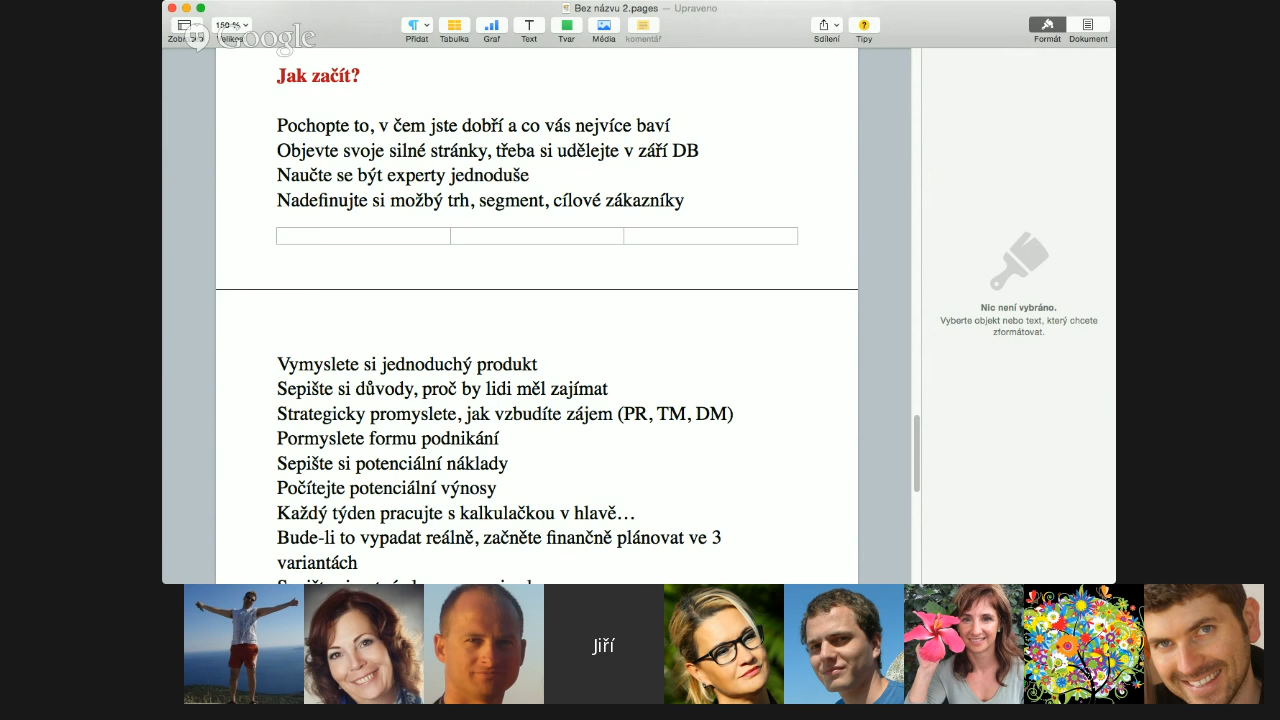 Bez názvu 2.pages — Upraveno
150 %
Přidat Tabulka Graf Text Tvar Média komentář Sdílení Tipy Formát Dokument
Google
Jak začít?
Pochopte to, v čem jste dobří a co vás nejvíce baví
Objevte svoje silné stránky, třeba si udělejte v září DB
Naučte se být experty jednoduše
Nadefinujte si možbý trh, segment, cílové zákazníky
Nic není vybráno.
Vyberte objekt nebo text, který chcete
zformátovat.
Vymyslete si jednoduchý produkt
Sepište si důvody, proč by lidi měl zajímat
Strategicky promyslete, jak vzbudíte zájem (PR, TM, DM)
Pormyslete formu podnikání
Sepište si potenciální náklady
Počítejte potenciální výnosy
Každý týden pracujte s kalkulačkou v hlavě…
Bude-li to vypadat reálně, začněte finančně plánovat ve 3
variantách
Jiří